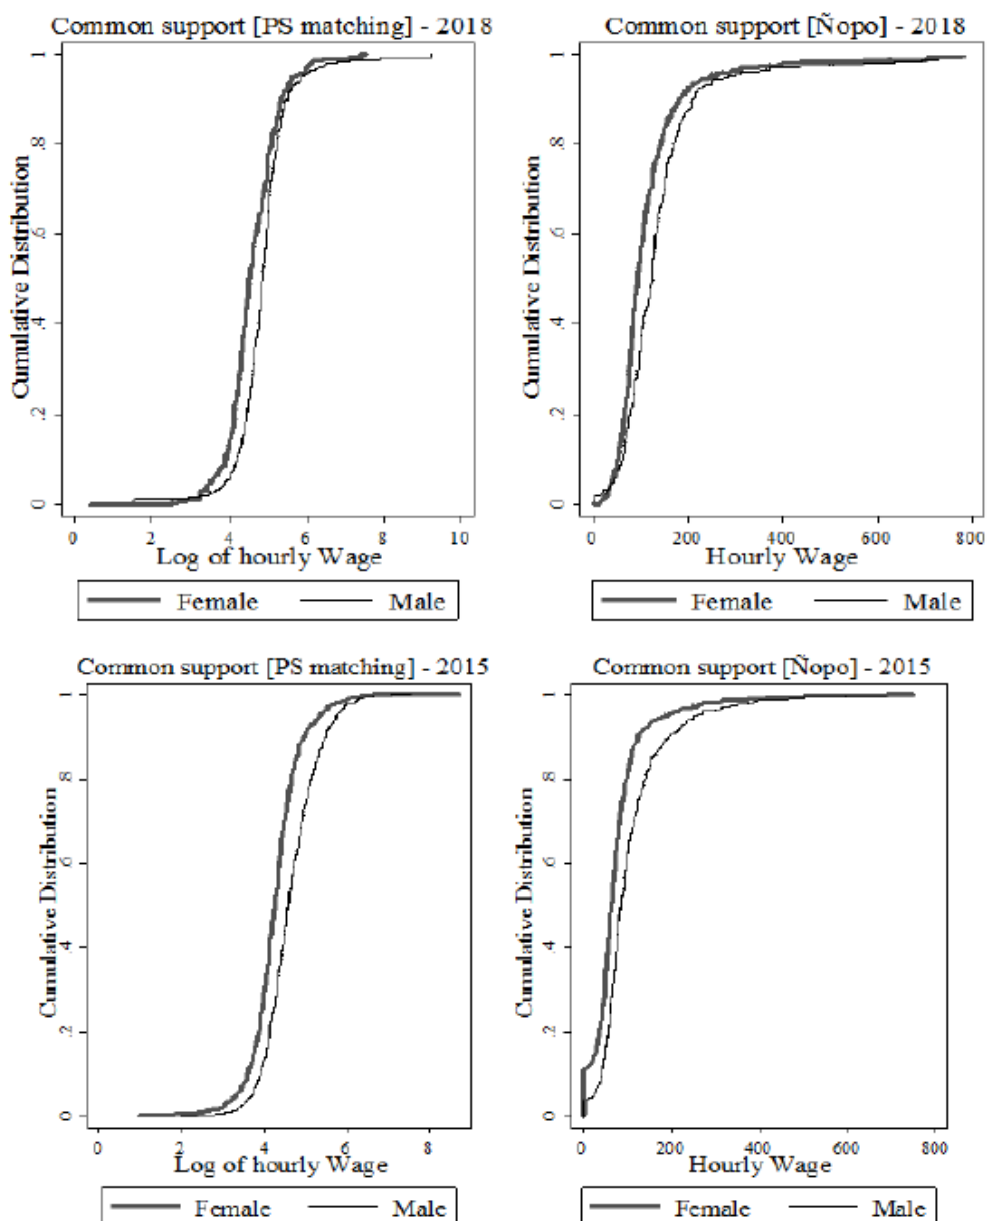 Common support [PS matching] - 2018
Cumulative Distribution
1
.8
.6
.4
.2
0
0 2 4 6 8 10
Log of hourly Wage
Female Male
Common support [Ñopo] - 2018
Cumulative Distribution
1
.8
.6
.4
.2
0
0 200 400 600 800
Hourly Wage
Female Male
Common support [PS matching] - 2015
Cumulative Distribution
1
.8
.6
.4
.2
0
0 2 4 6 8
Log of hourly Wage
Female Male
Common support [Ñopo] - 2015
Cumulative Distribution
1
.8
.6
.4
.2
0
0 200 400 600 800
Hourly Wage
Female Male